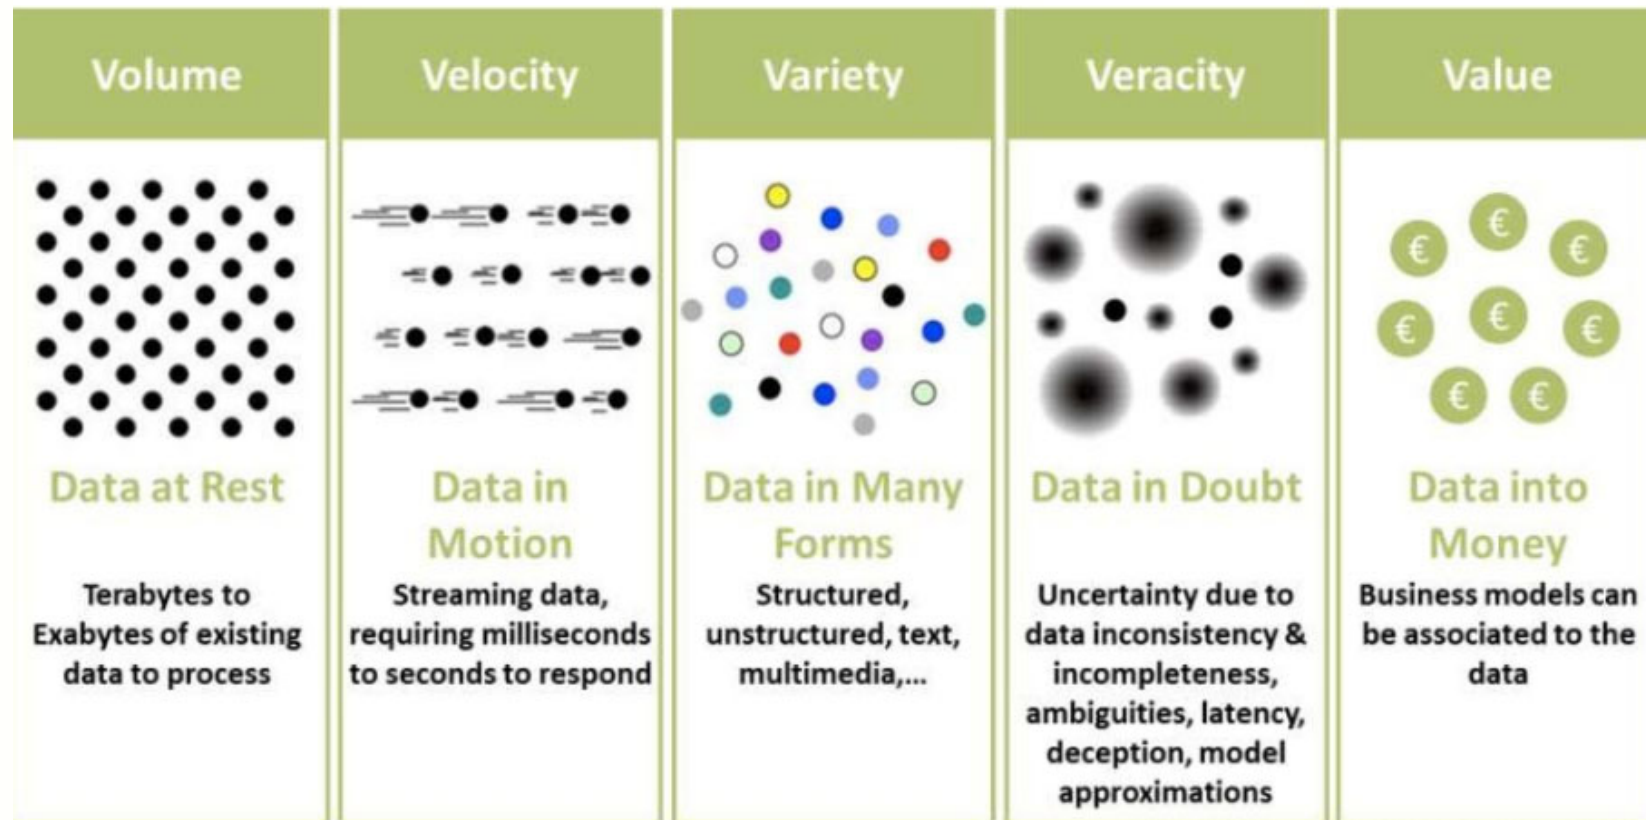 Volume
Data at Rest
Terabytes to
Exabytes of existing
data to process
Velocity
Data in
Motion
Streaming data,
requiring milliseconds
to seconds to respond
Variety
Data in Many
Forms
Structured,
unstructured, text,
multimedia,...
Veracity
Data in Doubt
Uncertainty due to
data inconsistency &
incompleteness,
ambiguities, latency,
deception, model
approximations
Value
€
€
€
€
€
€
€
€
Data into
Money
Business models can
be associated to the
data